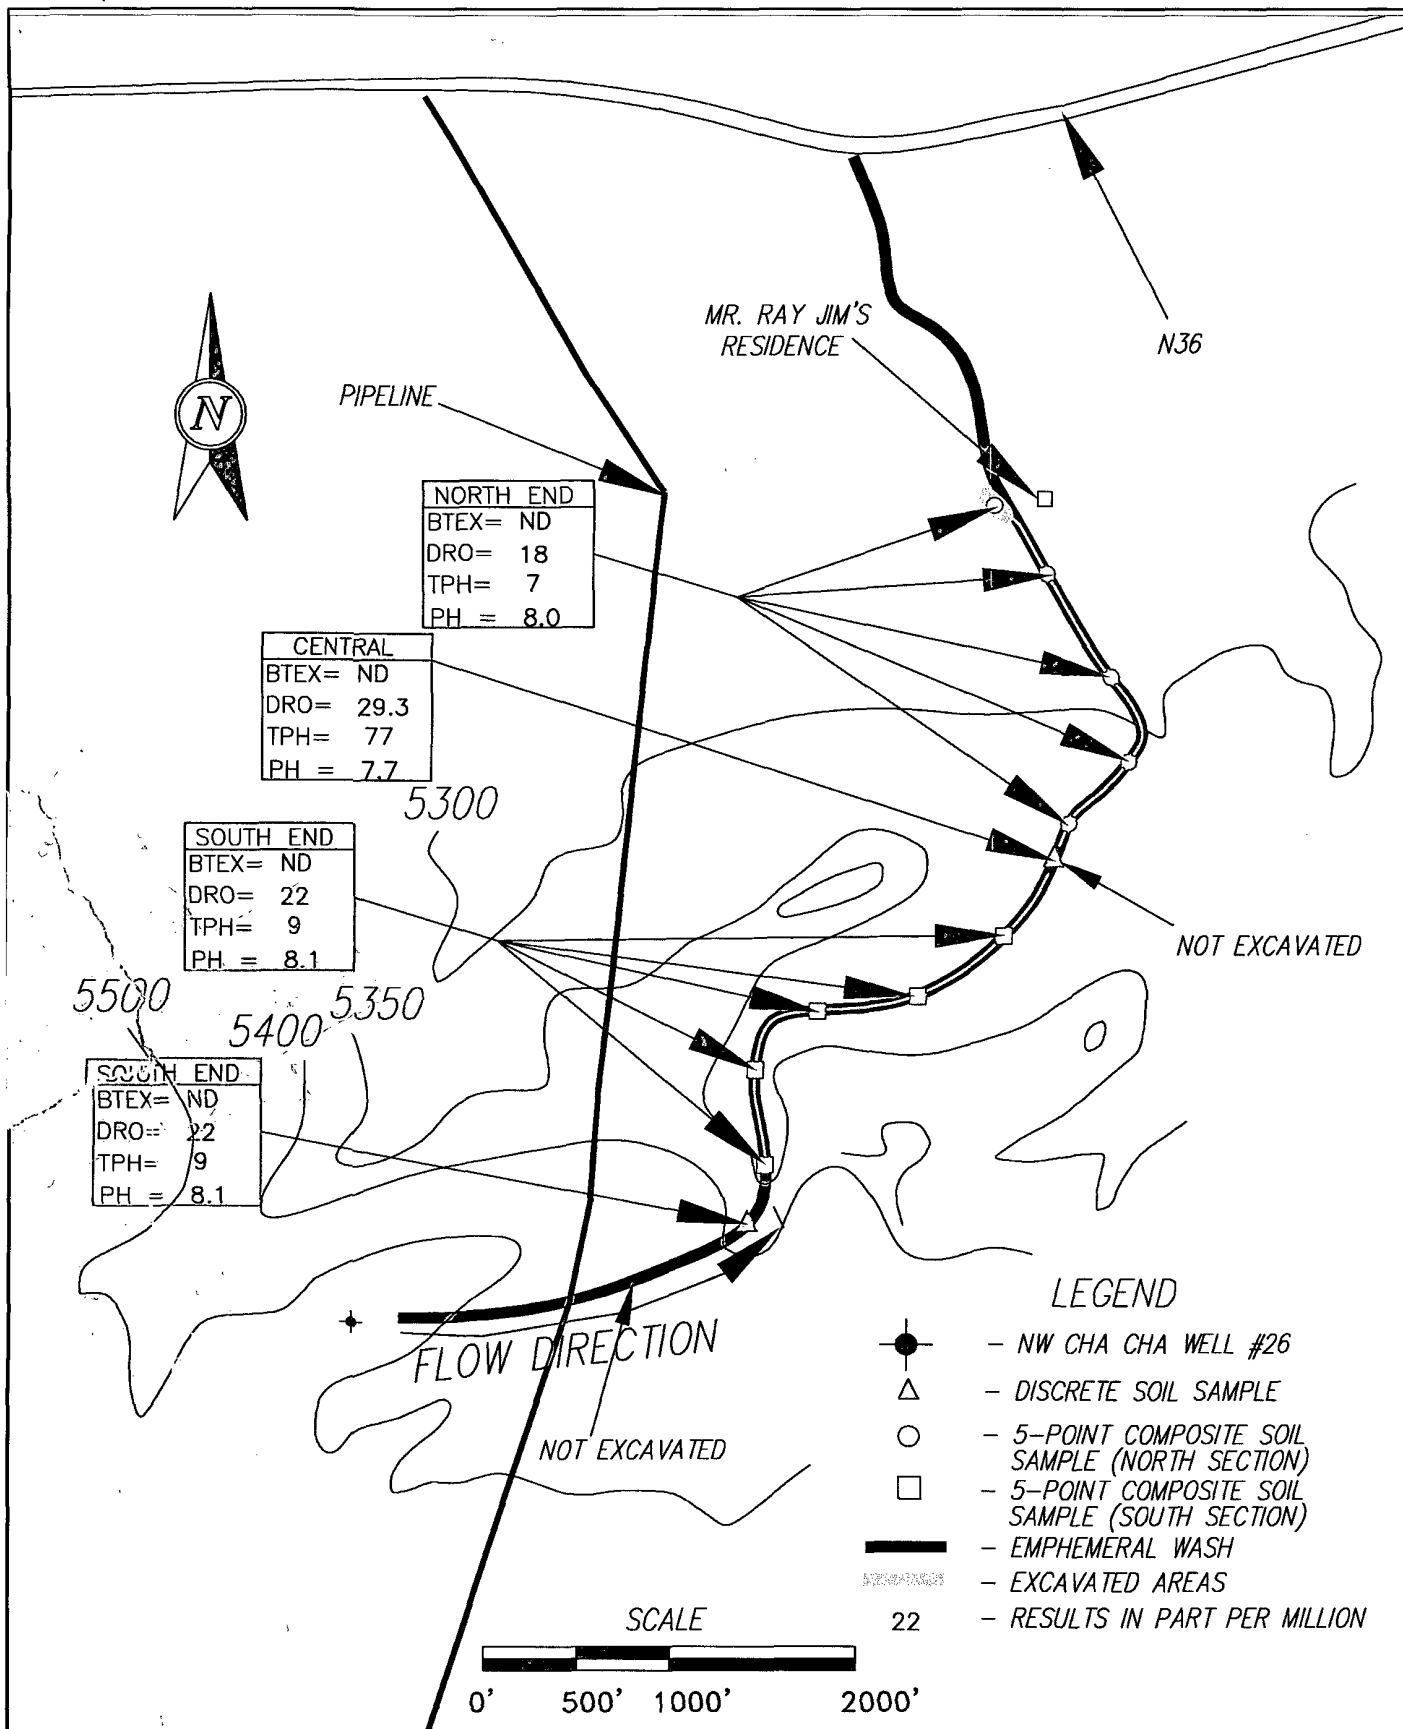 MR. RAY JIM'S
RESIDENCE
N36
N
PIPELINE
NORTH END
BTEX= ND
DRO= 18
TPH= 7
PH = 8.0
CENTRAL
BTEX= ND
DRO= 29.3
TPH= 77
PH = 7.7
5300
SOUTH END
BTEX= ND
DRO= 22
TPH= 9
PH = 8.1
NOT EXCAVATED
5500
5400
5350
SOUTH END
BTEX= ND
DRO= 22
TPH= 9
PH = 8.1
FLOW DIRECTION
NOT EXCAVATED
LEGEND
- NW CHA CHA WELL #26
- DISCRETE SOIL SAMPLE
- 5-POINT COMPOSITE SOIL
SAMPLE (NORTH SECTION)
- 5-POINT COMPOSITE SOIL
SAMPLE (SOUTH SECTION)
- EMPHEMERAL WASH
- EXCAVATED AREAS
22 - RESULTS IN PART PER MILLION
SCALE
0' 500' 1000' 2000'